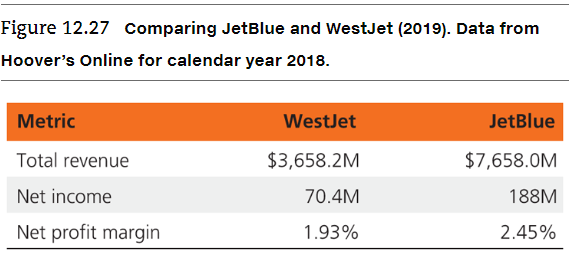 Figure 12.27 Comparing JetBlue and WestJet (2019). Data from
Hoover’s Online for calendar year 2018.
Metric WestJet JetBlue
Total revenue $3,658.2M $7,658.0M
Net income 70.4M 188M
Net profit margin 1.93% 2.45%